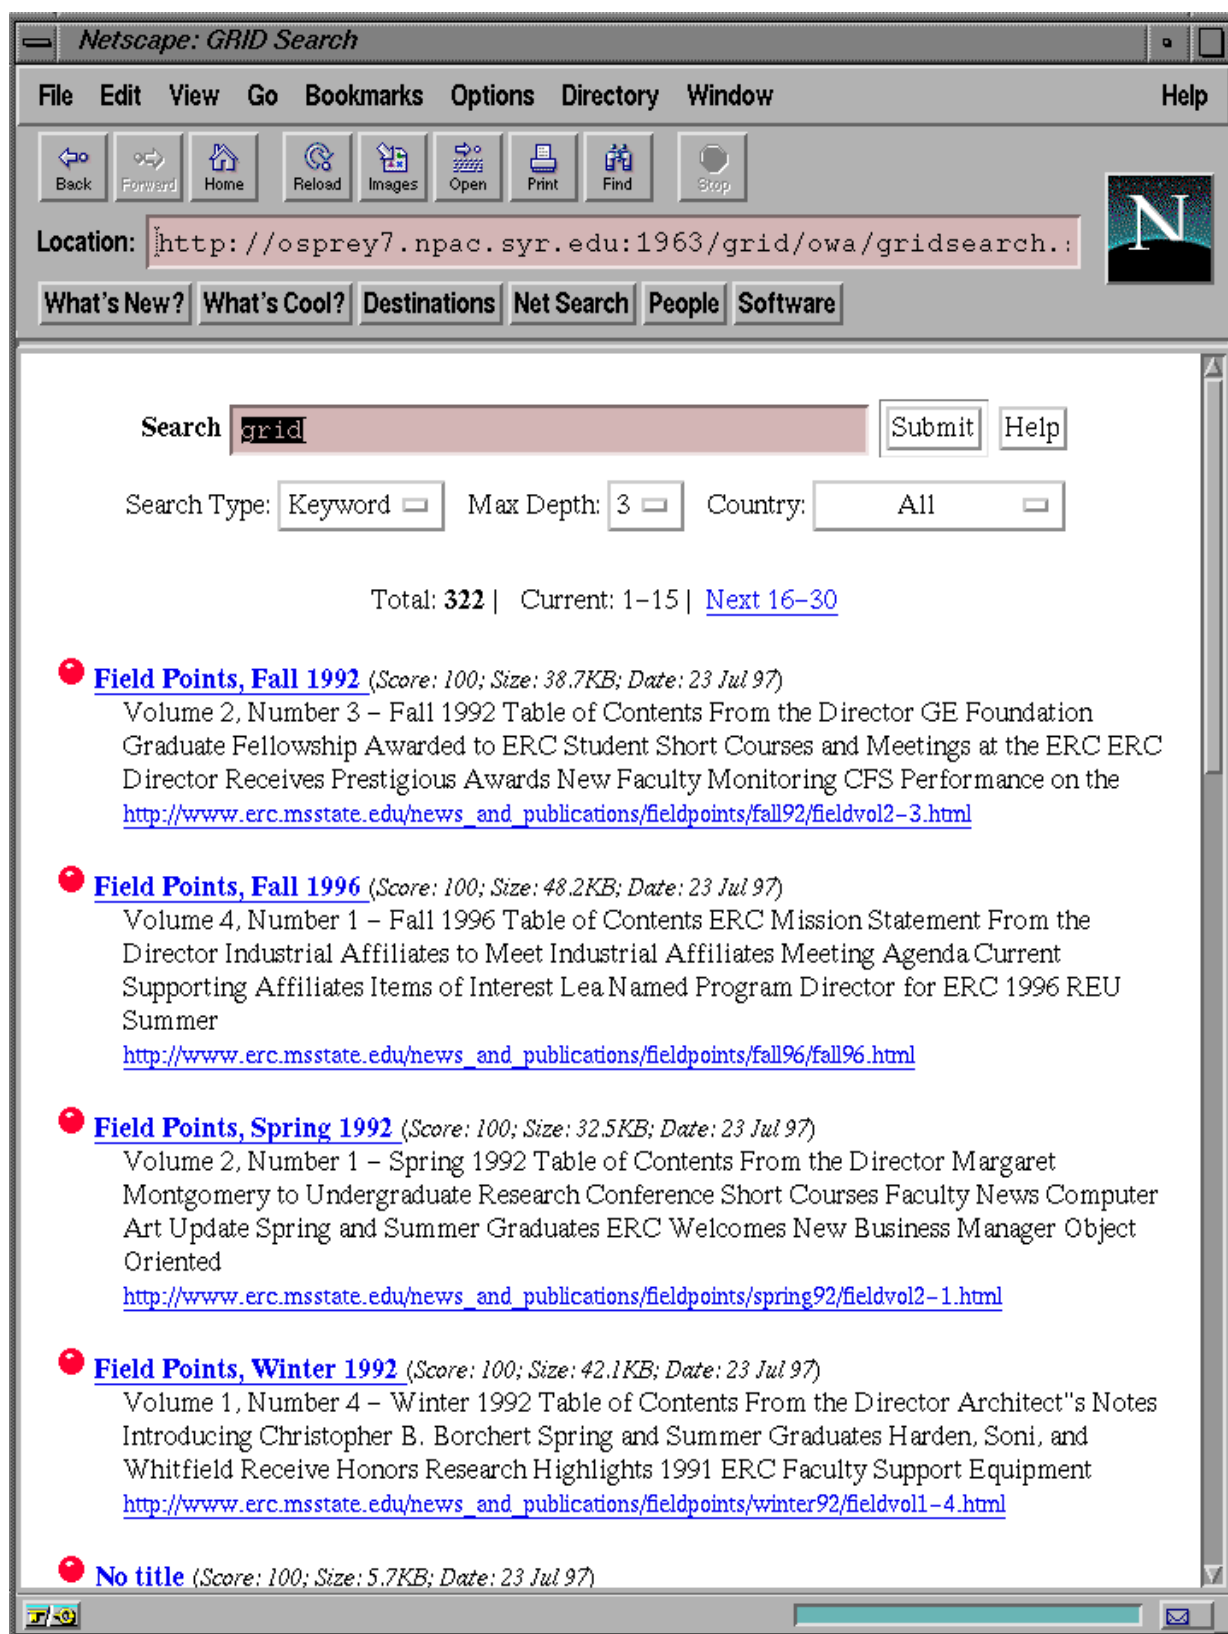 Netscape: GRID Search
File Edit View Go Bookmarks Options Directory Window Help
Back Forward Home Reload Images Open Print Find Stop
N
Location: http://osprey7.npac.syr.edu:1963/grid/owa/gridsearch.:
What's New? What's Cool? Destinations Net Search People Software
Search grid Submit Help
Search Type: Keyword Max Depth: 3 Country: All
Total: 322 | Current: 1-15 | Next 16-30
Field Points, Fall 1992 (Score: 100; Size: 38.7KB; Date: 23 Jul 97)
Volume 2, Number 3 - Fall 1992 Table of Contents From the Director GE Foundation
Graduate Fellowship Awarded to ERC Student Short Courses and Meetings at the ERC ERC
Director Receives Prestigious Awards New Faculty Monitoring CFS Performance on the
http://www.erc.msstate.edu/news_and_publications/fieldpoints/fall92/fieldvol2-3.html
Field Points, Fall 1996 (Score: 100; Size: 48.2KB; Date: 23 Jul 97)
Volume 4, Number 1 - Fall 1996 Table of Contents ERC Mission Statement From the
Director Industrial Affiliates to Meet Industrial Affiliates Meeting Agenda Current
Supporting Affiliates Items of Interest Lea Named Program Director for ERC 1996 REU
Summer
http://www.erc.msstate.edu/news_and_publications/fieldpoints/fall96/fall96.html
Field Points, Spring 1992 (Score: 100; Size: 32.5KB; Date: 23 Jul 97)
Volume 2, Number 1 - Spring 1992 Table of Contents From the Director Margaret
Montgomery to Undergraduate Research Conference Short Courses Faculty News Computer
Art Update Spring and Summer Graduates ERC Welcomes New Business Manager Object
Oriented
http://www.erc.msstate.edu/news_and_publications/fieldpoints/spring92/fieldvol2-1.html
Field Points, Winter 1992 (Score: 100; Size: 42.1KB; Date: 23 Jul 97)
Volume 1, Number 4 - Winter 1992 Table of Contents From the Director Architect"s Notes
Introducing Christopher B. Borchert Spring and Summer Graduates Harden, Soni, and
Whitfield Receive Honors Research Highlights 1991 ERC Faculty Support Equipment
http://www.erc.msstate.edu/news_and_publications/fieldpoints/winter92/fieldvol1-4.html
No title (Score: 100; Size: 5.7KB; Date: 23 Jul 97)